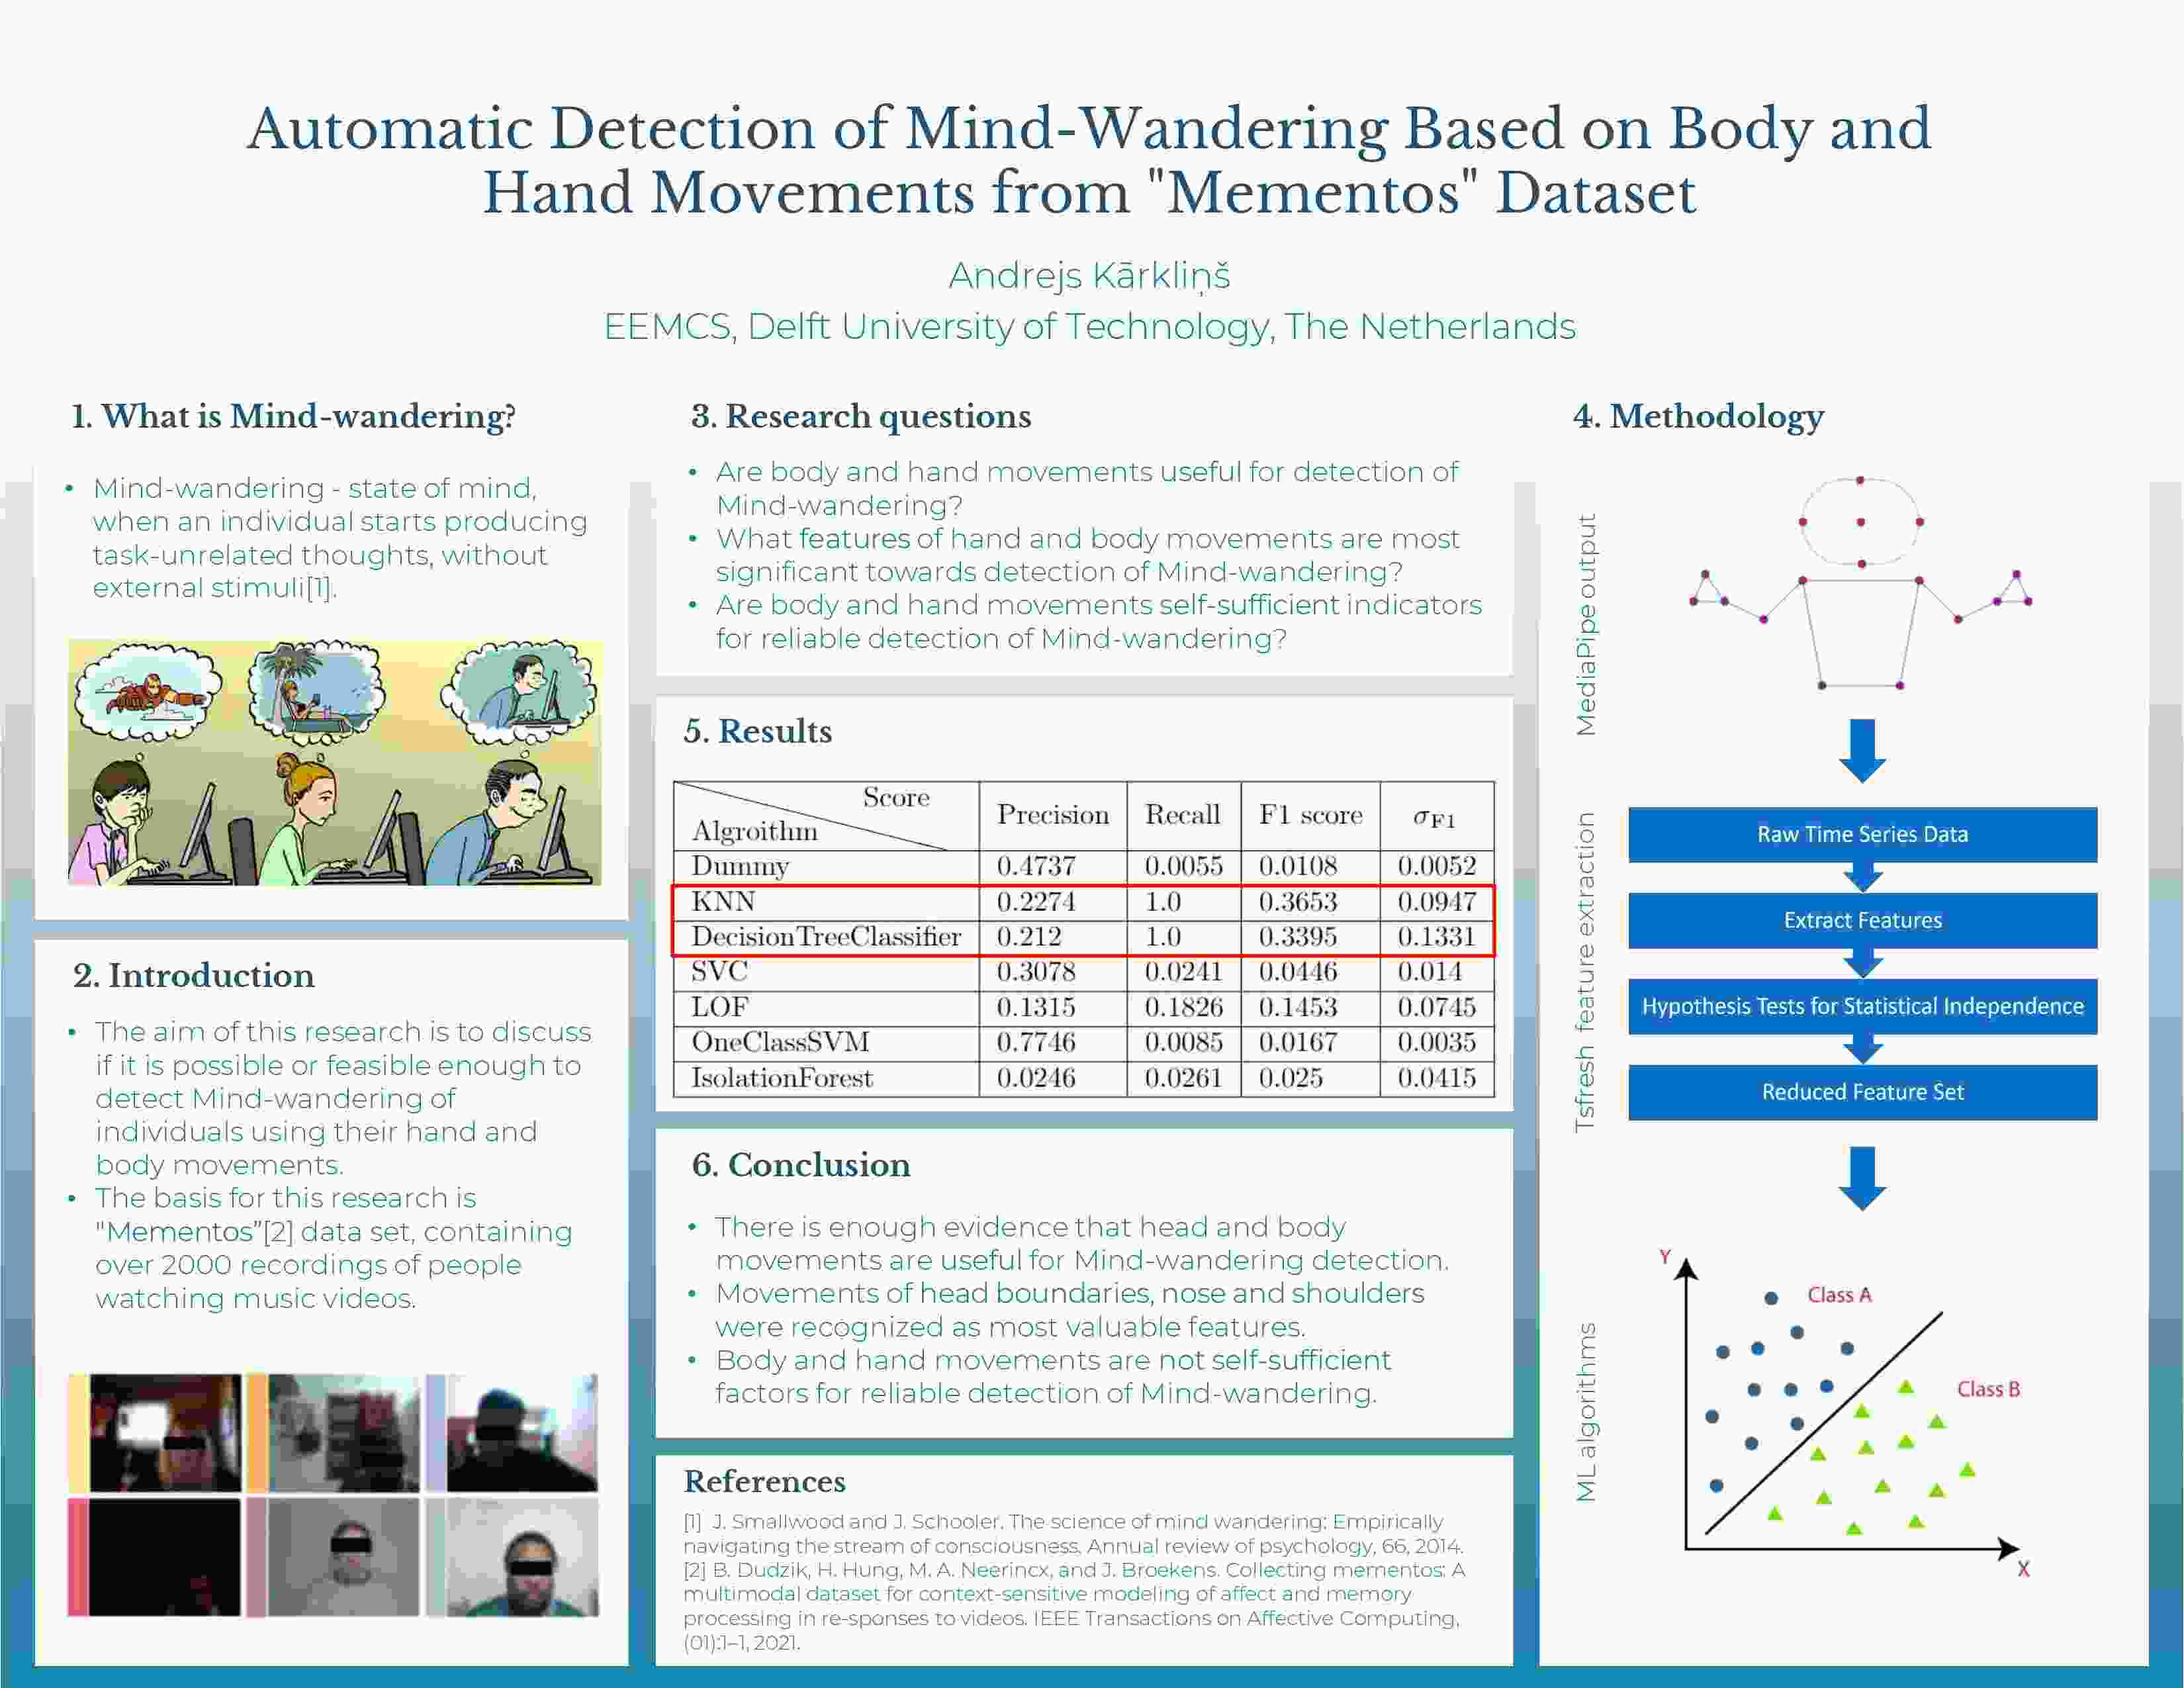 Automatic Detection of Mind-Wandering Based on Body and
Hand Movements from "Mementos" Dataset
Andrejs Kārkliņš
EEMCS, Delft University of Technology, The Netherlands
1. What is Mind-wandering?
• Mind-wandering - state of mind,
when an individual starts producing
task-unrelated thoughts, without
external stimuli[1].
2. Introduction
• The aim of this research is to discuss
if it is possible or feasible enough to
detect Mind-wandering of
individuals using their hand and
body movements.
• The basis for this research is
"Mementos"[2] data set, containing
over 2000 recordings of people
watching music videos.
3. Research questions
• Are body and hand movements useful for detection of
Mind-wandering?
• What features of hand and body movements are most
significant towards detection of Mind-wandering?
• Are body and hand movements self-sufficient indicators
for reliable detection of Mind-wandering?
4. Methodology
MediaPipe output
Tsfresh feature extraction
Raw Time Series Data
Extract Features
Hypothesis Tests for Statistical Independence
Reduced Feature Set
ML algorithms
Y
Class A
Class B
X
5. Results
Score
Algroithm Precision Recall F1 score σF1
Dummy 0.4737 0.0055 0.0108 0.0052
KNN 0.2274 1.0 0.3653 0.0947
DecisionTreeClassifier 0.212 1.0 0.3395 0.1331
SVC 0.3078 0.0241 0.0446 0.014
LOF 0.1315 0.1826 0.1453 0.0745
OneClassSVM 0.7746 0.0085 0.0167 0.0035
IsolationForest 0.0246 0.0261 0.025 0.0415
6. Conclusion
• There is enough evidence that head and body
movements are useful for Mind-wandering detection.
• Movements of head boundaries, nose and shoulders
were recognized as most valuable features.
• Body and hand movements are not self-sufficient
factors for reliable detection of Mind-wandering.
References
[1] J. Smallwood and J. Schooler. The science of mind wandering: Empirically
navigating the stream of consciousness. Annual review of psychology, 66, 2014.
[2] B. Dudzik, H. Hung, M. A. Neerincx, and J. Broekens. Collecting mementos: A
multimodal dataset for context-sensitive modeling of affect and memory
processing in re-sponses to videos. IEEE Transactions on Affective Computing,
(01):1–1, 2021.